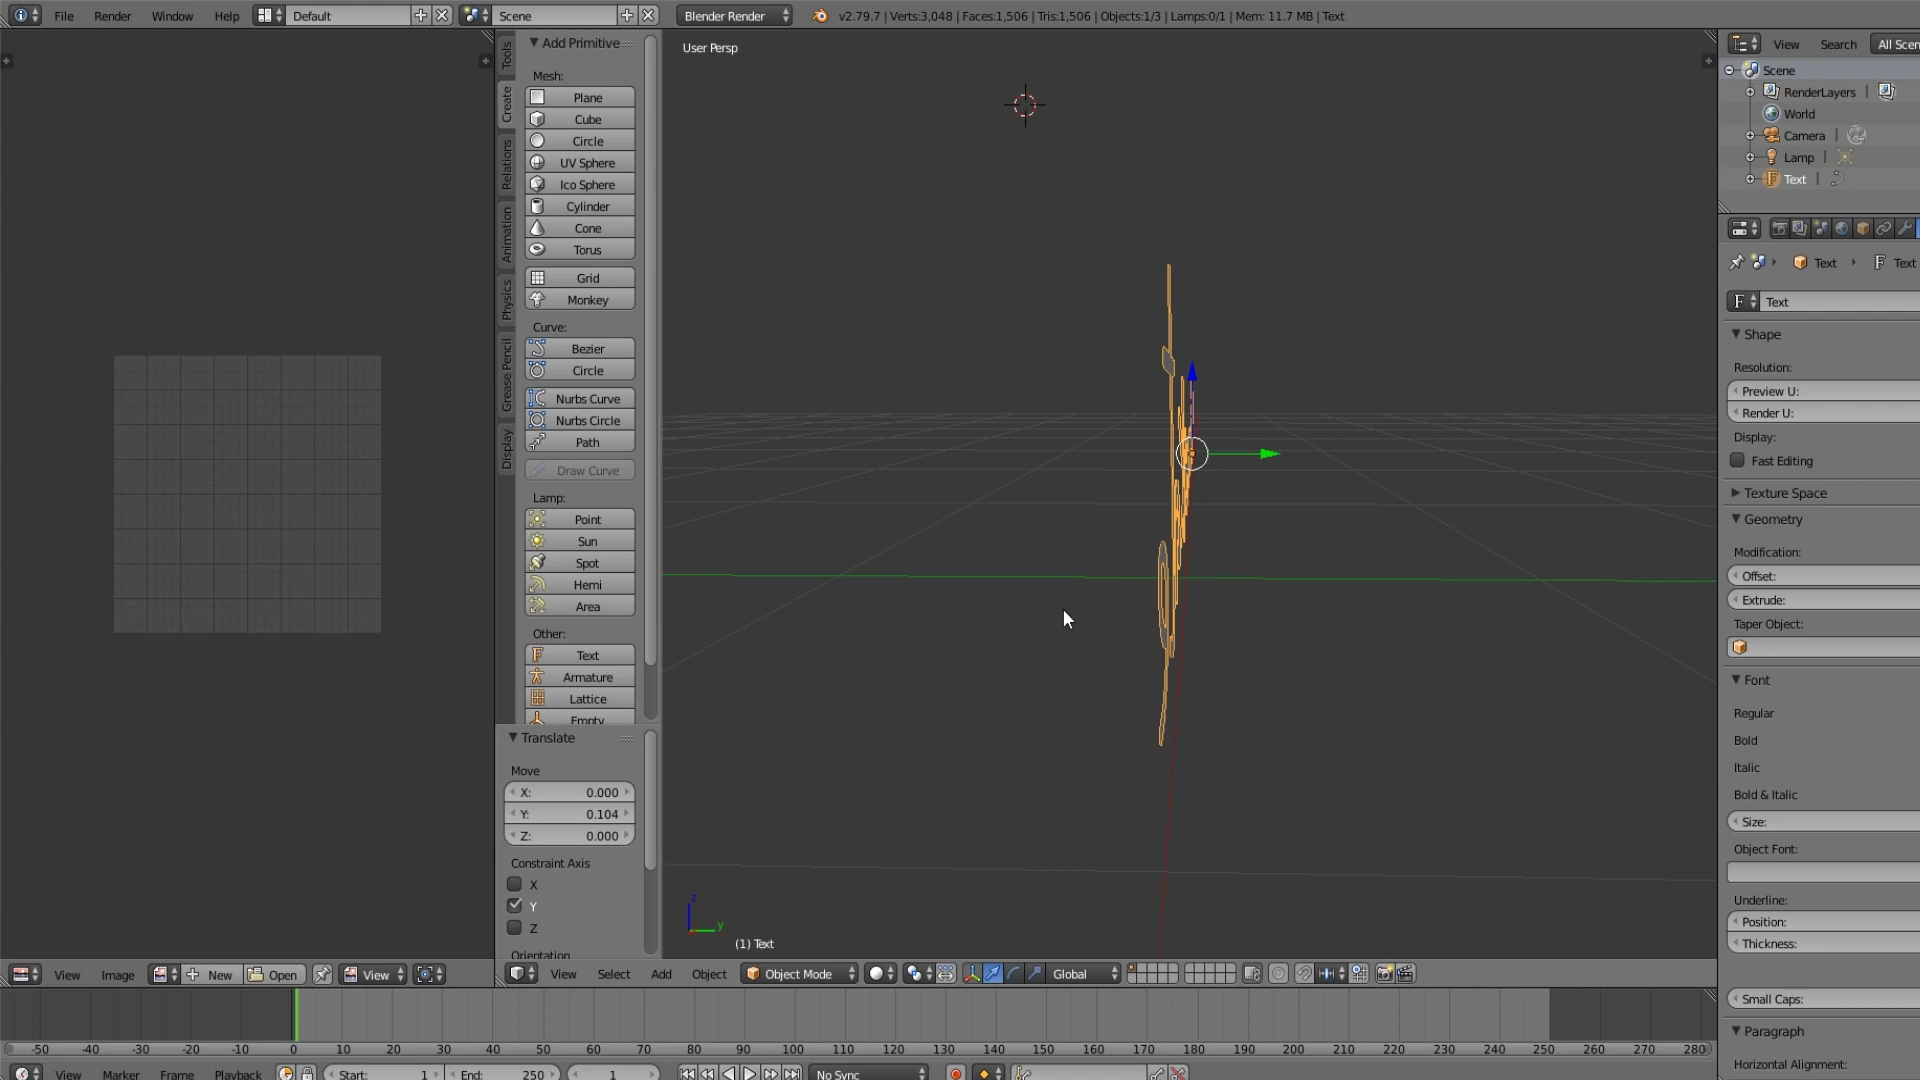 File Render Window Help Default Scene Blender Render v2.79.7 | Verts:3,048 | Faces:1,506 | Tris:1,506 | Objects:1/3 | Lamps:0/1 | Mem: 11.7 MB | Text
User Persp
Tools
Create
Relations
Animation
Physics
Grease Pencil
Display
Add Primitive
Mesh:
Plane
Cube
Circle
UV Sphere
Ico Sphere
Cylinder
Cone
Torus
Grid
Monkey
Curve:
Bezier
Circle
Nurbs Curve
Nurbs Circle
Path
Draw Curve
Lamp:
Point
Sun
Spot
Hemi
Area
Other:
Text
Armature
Lattice
Empty
Translate
Move
X: 0.000
Y: 0.104
Z: 0.000
Constraint Axis
X
Y
Z
Orientation
z
y
(1) Text
View Search All Scen
Scene
RenderLayers
World
Camera
Lamp
Text
Text Text
F Text
Shape
Resolution:
Preview U:
Render U:
Display:
Fast Editing
Texture Space
Geometry
Modification:
Offset:
Extrude:
Taper Object:
Font
Regular
Bold
Italic
Bold & Italic
Size:
Object Font:
Underline:
Position:
Thickness:
Small Caps:
Paragraph
Horizontal Alignment:
View Image New Open View
View Select Add Object Object Mode Global
-50 -40 -30 -20 -10 0 10 20 30 40 50 60 70 80 90 100 110 120 130 140 150 160 170 180 190 200 210 220 230 240 250 260 270 280
View Marker Frame Playback Start: 1 End: 250 1 No Sync